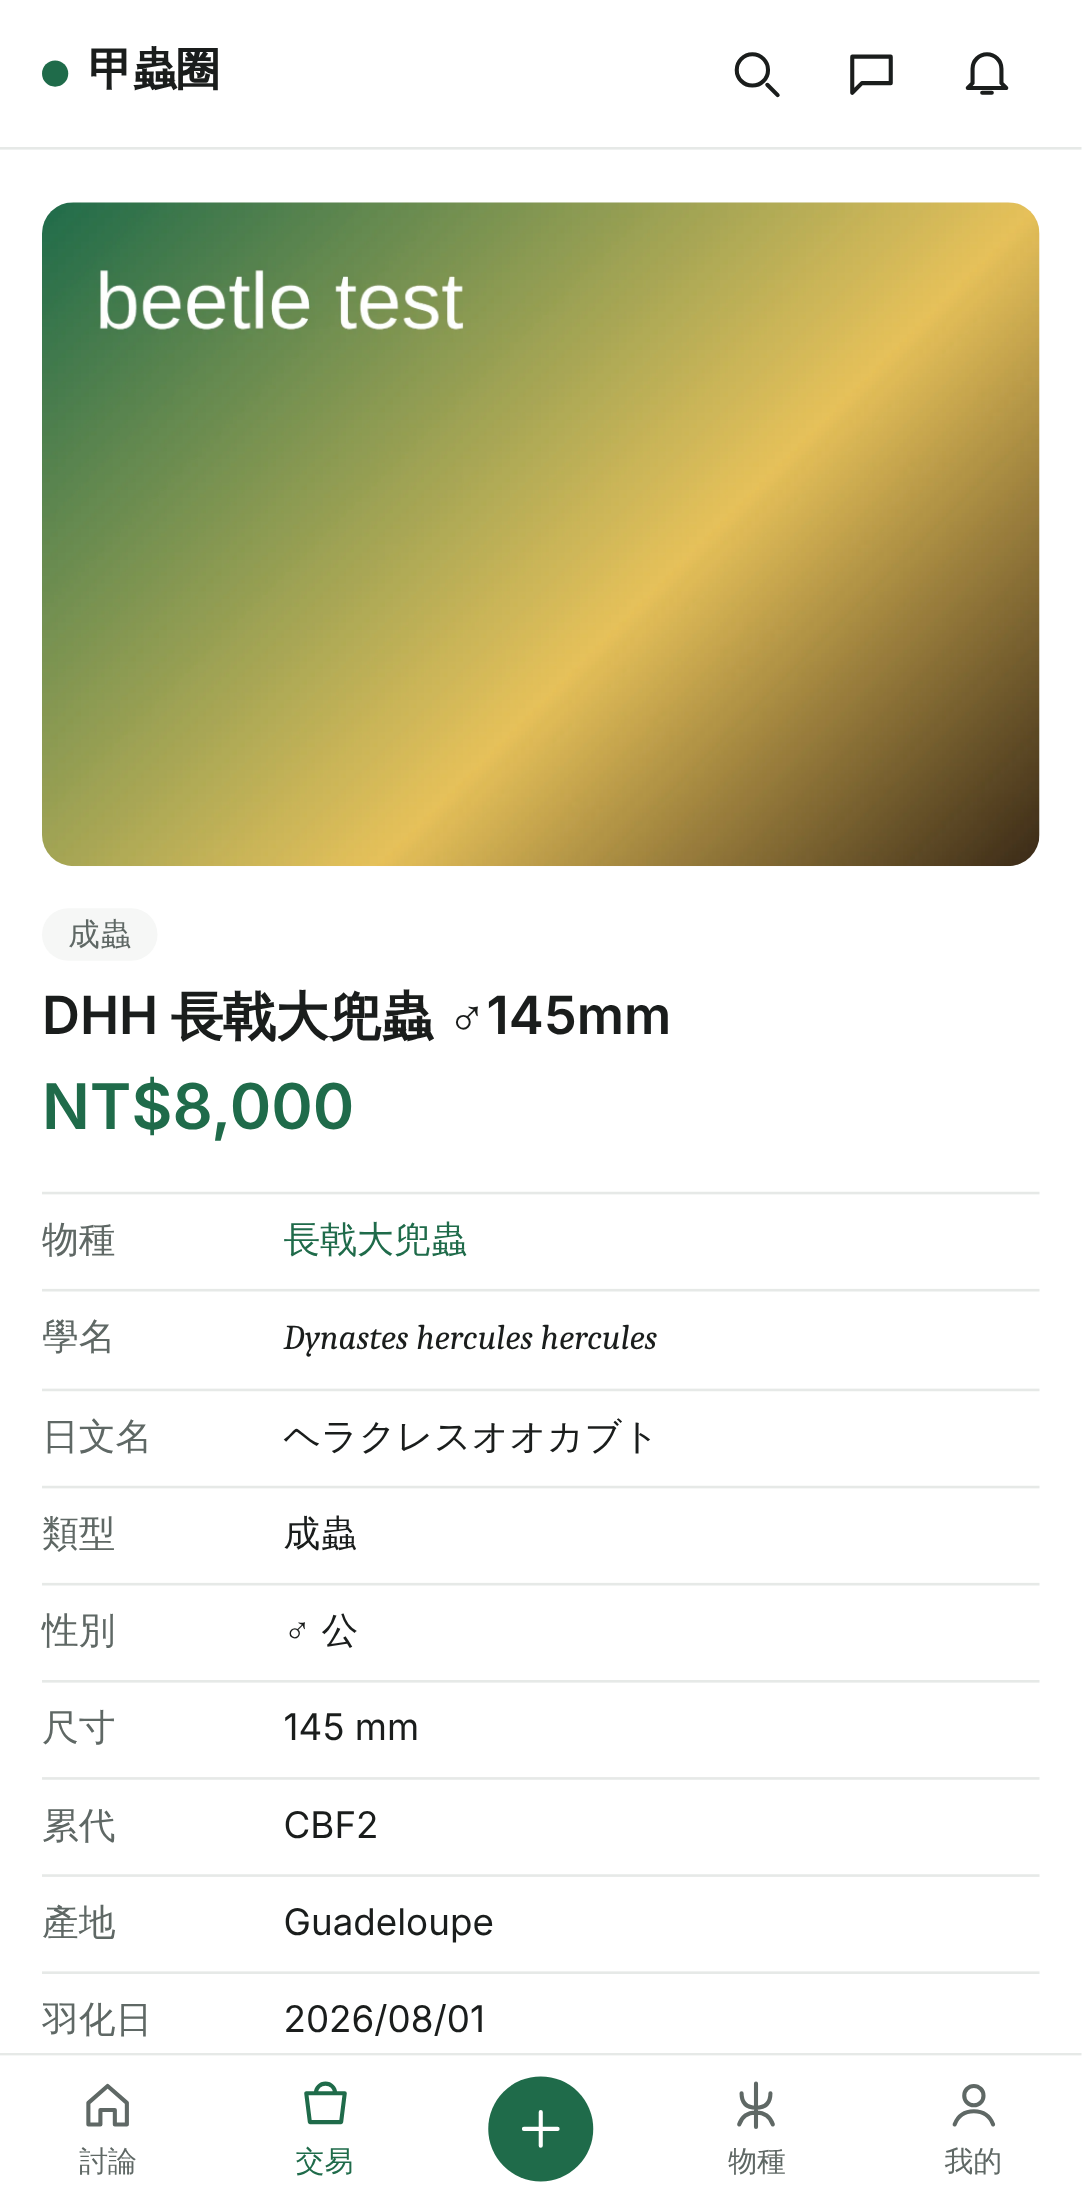 甲蟲圈
beetle test
成蟲
DHH 長戟大兜蟲 ♂145mm
NT$8,000
物種 長戟大兜蟲
學名 Dynastes hercules hercules
日文名 ヘラクレスオオカブト
類型 成蟲
性別 ♂ 公
尺寸 145 mm
累代 CBF2
產地 Guadeloupe
羽化日 2026/08/01
討論 交易 物種 我的